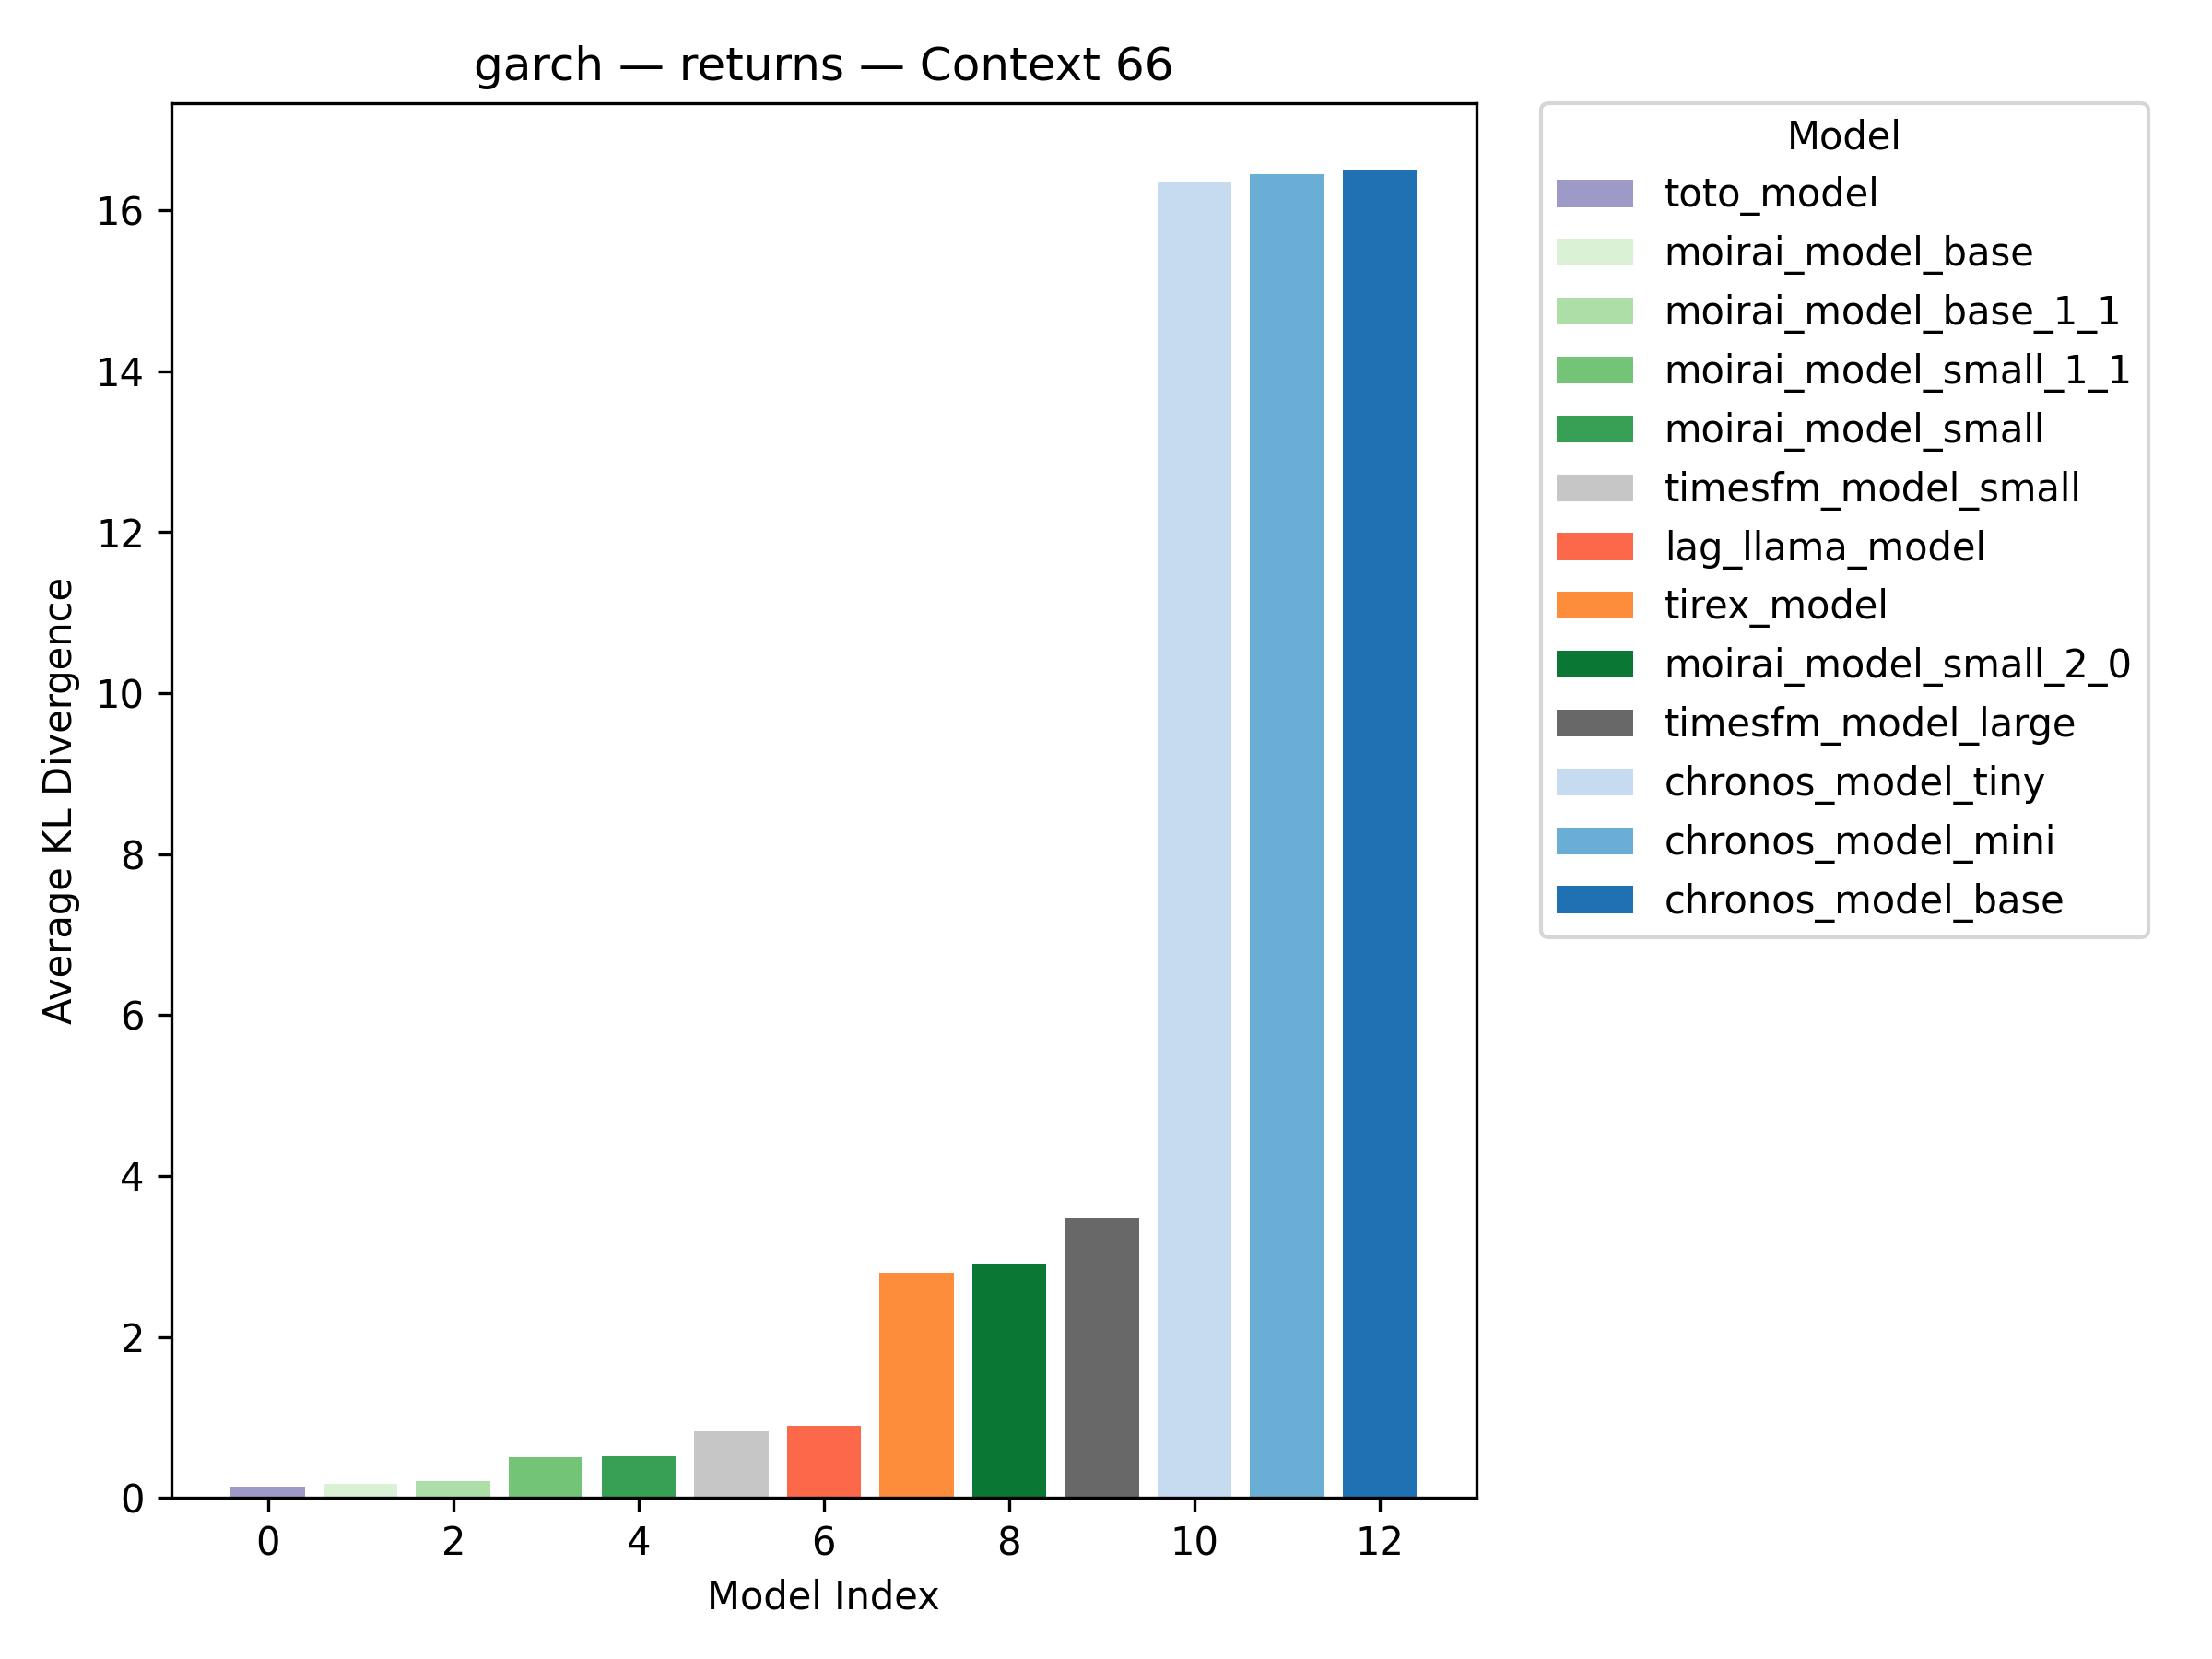 garch — returns — Context 66
Average KL Divergence
16
14
12
10
8
6
4
2
0
0 2 4 6 8 10 12
Model Index
Model
toto_model
moirai_model_base
moirai_model_base_1_1
moirai_model_small_1_1
moirai_model_small
timesfm_model_small
lag_llama_model
tirex_model
moirai_model_small_2_0
timesfm_model_large
chronos_model_tiny
chronos_model_mini
chronos_model_base